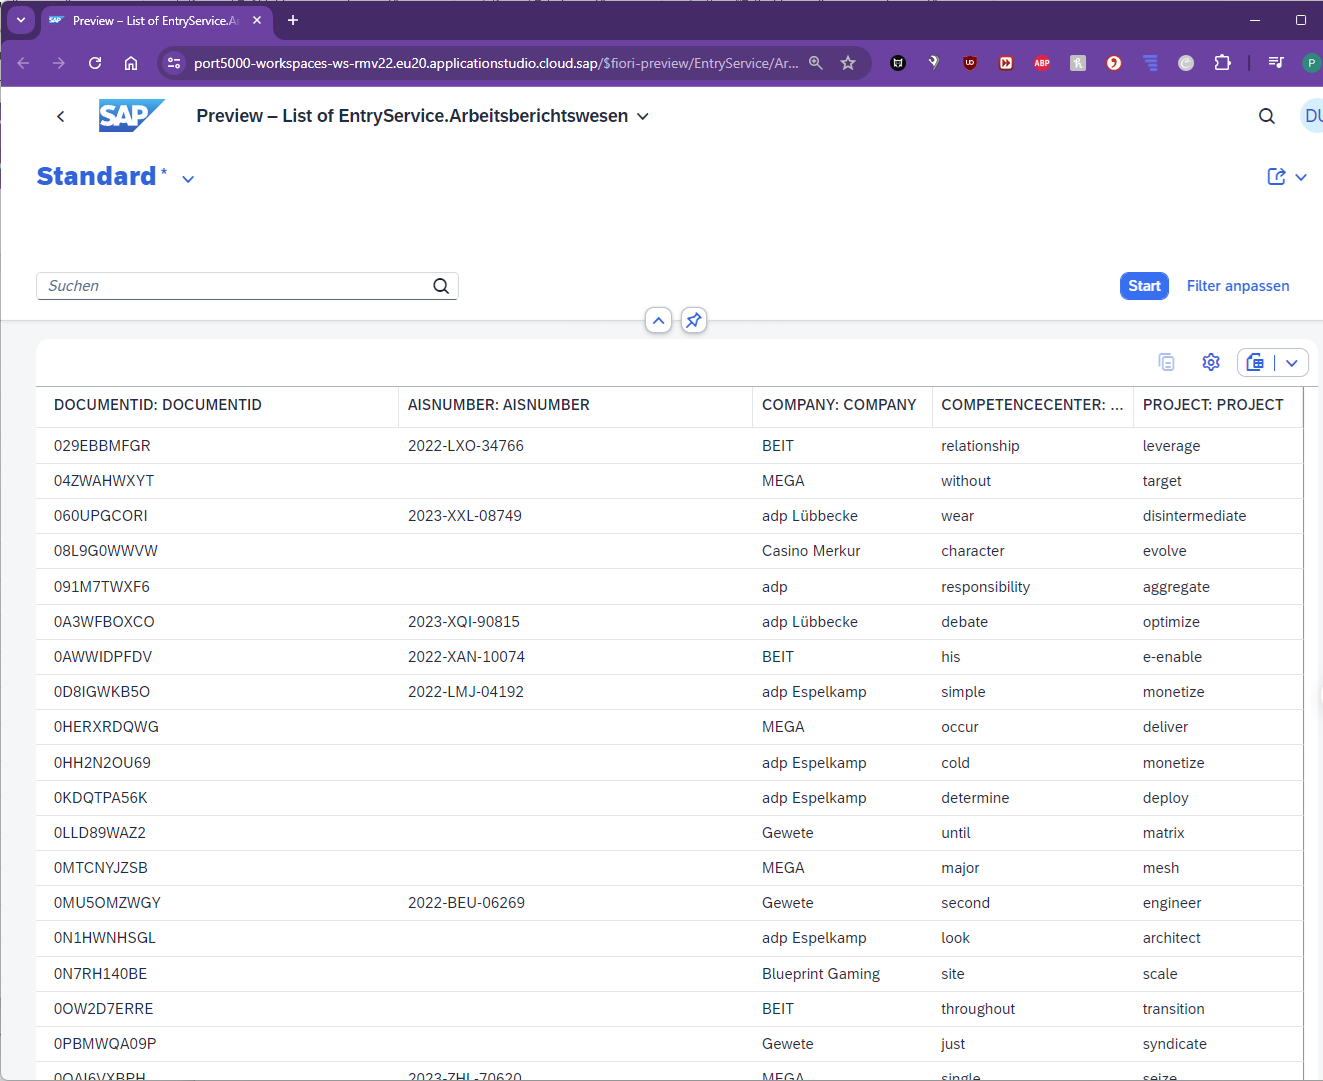 Preview – List of EntryService.Ar
port5000-workspaces-ws-rmv22.eu20.applicationstudio.cloud.sap/$fiori-preview/EntryService/Ar...
ABP
P
SAP Preview – List of EntryService.Arbeitsberichtswesen DU
Standard *
Suchen Start Filter anpassen
DOCUMENTID: DOCUMENTID AISNUMBER: AISNUMBER COMPANY: COMPANY COMPETENCECENTER: ... PROJECT: PROJECT
029EBBMFGR 2022-LXO-34766 BEIT relationship leverage
04ZWAHWXYT MEGA without target
060UPGCORI 2023-XXL-08749 adp Lübbecke wear disintermediate
08L9G0WWVW Casino Merkur character evolve
091M7TWXF6 adp responsibility aggregate
0A3WFBOXCO 2023-XQI-90815 adp Lübbecke debate optimize
0AWWIDPFDV 2022-XAN-10074 BEIT his e-enable
0D8IGWKB5O 2022-LMJ-04192 adp Espelkamp simple monetize
0HERXRDQWG MEGA occur deliver
0HH2N2OU69 adp Espelkamp cold monetize
0KDQTPA56K adp Espelkamp determine deploy
0LLD89WAZ2 Gewete until matrix
0MTCNYJZSB MEGA major mesh
0MU5OMZWGY 2022-BEU-06269 Gewete second engineer
0N1HWNHSGL adp Espelkamp look architect
0N7RH140BE Blueprint Gaming site scale
0OW2D7ERRE BEIT throughout transition
0PBMWQA09P Gewete just syndicate
2023-ZHL-70620 MEGA single seize